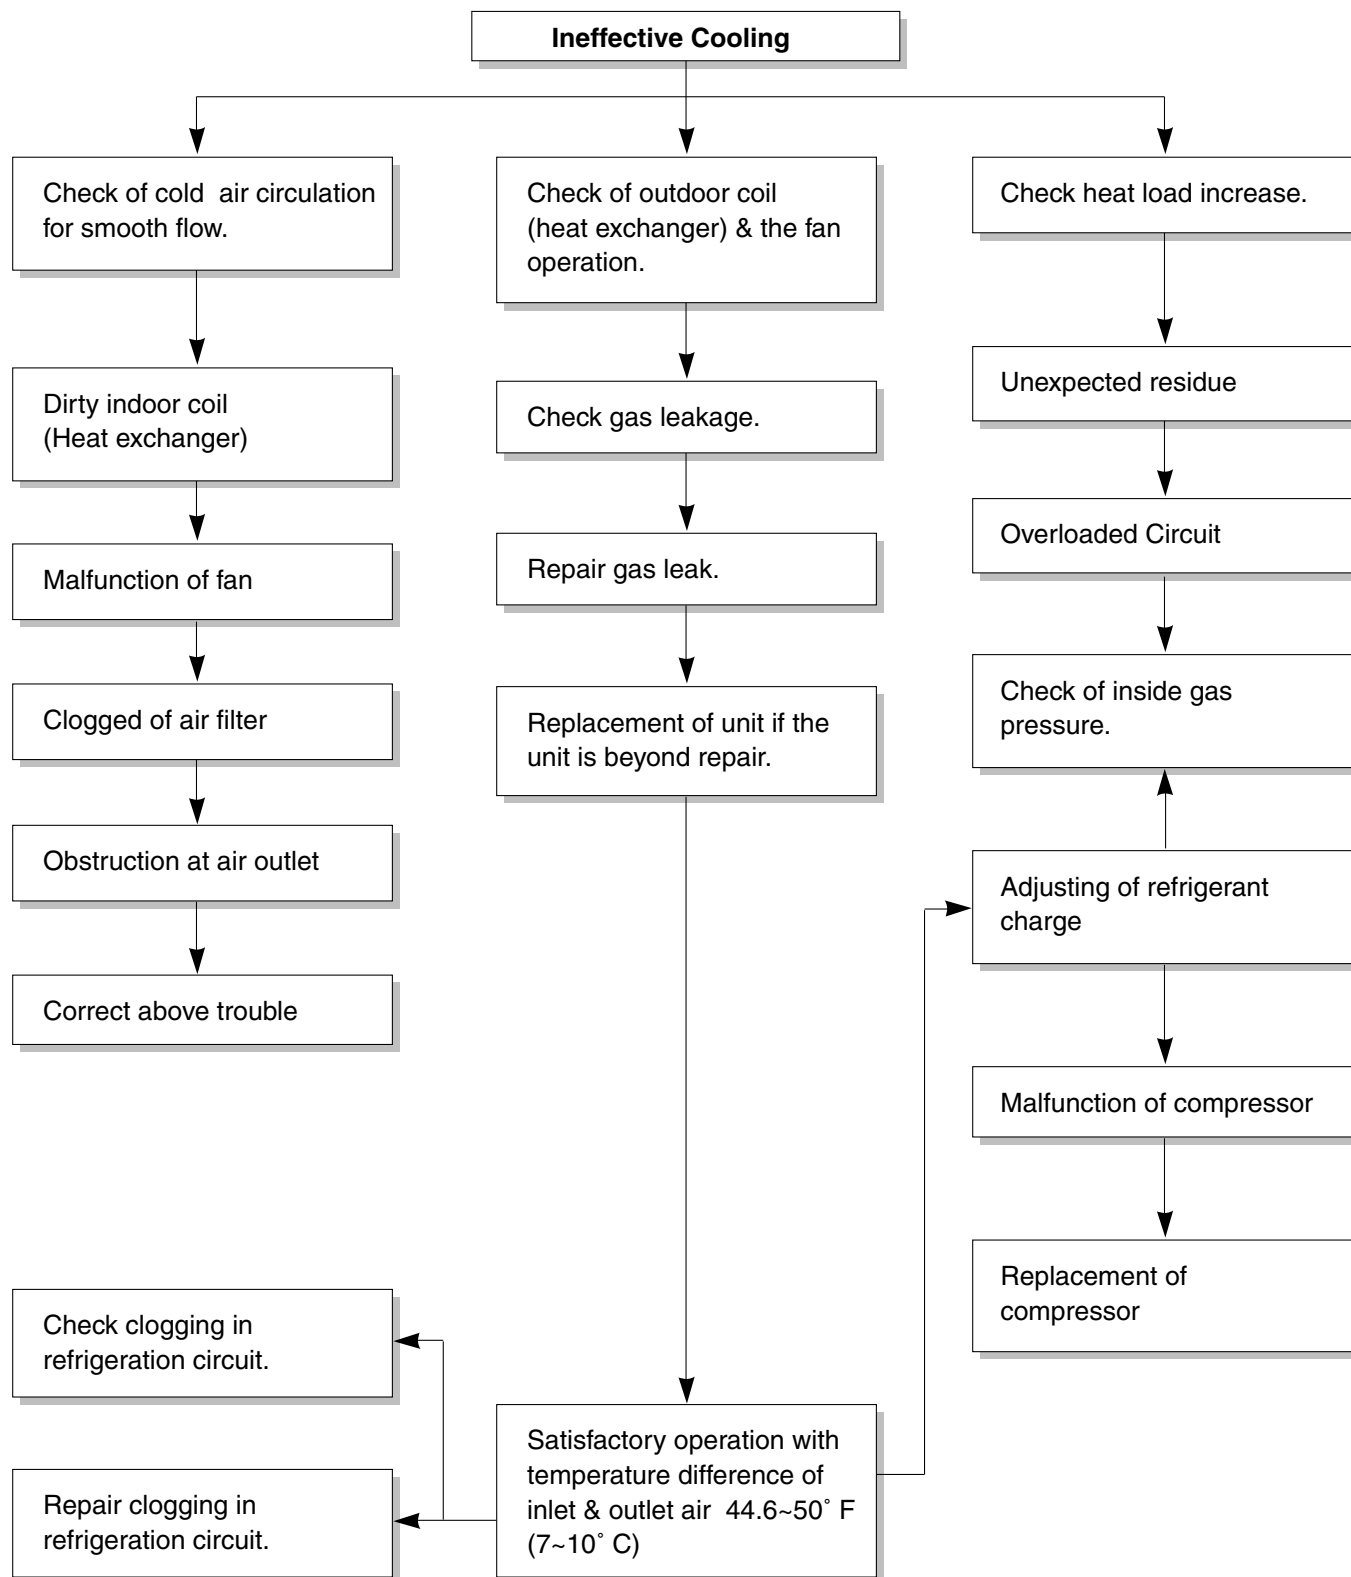 Ineffective Cooling
Check of cold air circulation
for smooth flow.
Dirty indoor coil
(Heat exchanger)
Malfunction of fan
Clogged of air filter
Obstruction at air outlet
Correct above trouble
Check of outdoor coil
(heat exchanger) & the fan
operation.
Check gas leakage.
Repair gas leak.
Replacement of unit if the
unit is beyond repair.
Check heat load increase.
Unexpected residue
Overloaded Circuit
Check of inside gas
pressure.
Adjusting of refrigerant
charge
Malfunction of compressor
Replacement of
compressor
Check clogging in
refrigeration circuit.
Repair clogging in
refrigeration circuit.
Satisfactory operation with
temperature difference of
inlet & outlet air 44.6~50˚ F
(7~10˚ C)